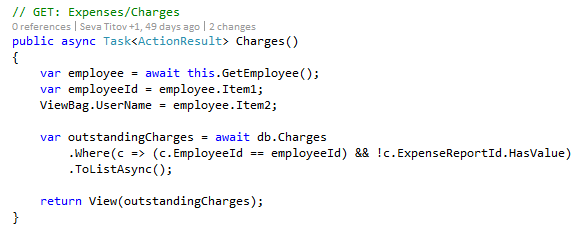 // GET: Expenses/Charges
0 references | Seva Titov +1, 49 days ago | 2 changes
public async Task<ActionResult> Charges()
{
    var employee = await this.GetEmployee();
    var employeeId = employee.Item1;
    ViewBag.UserName = employee.Item2;

    var outstandingCharges = await db.Charges
        .Where(c => (c.EmployeeId == employeeId) && !c.ExpenseReportId.HasValue)
        .ToListAsync();

    return View(outstandingCharges);
}